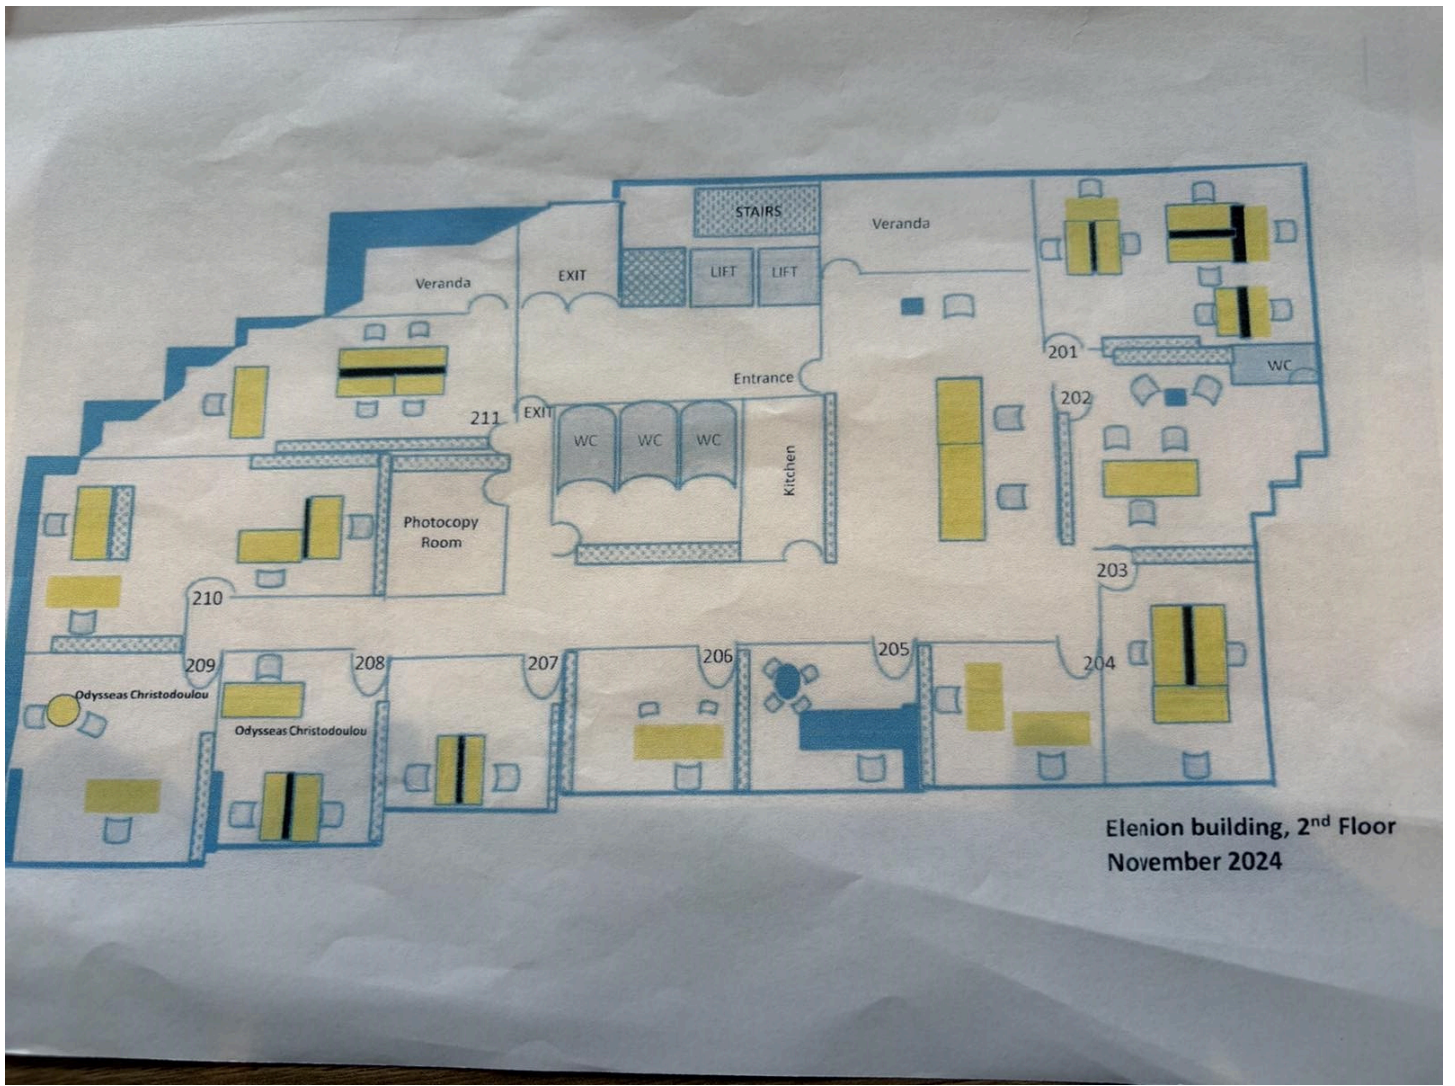 STAIRS
Veranda
EXIT
LIFT
LIFT
Veranda
201
Entrance
WC
202
211
EXIT
WC
WC
WC
Kitchen
Photocopy
Room
203
210
209
208
207
206
205
204
Odysseas Christodoulou
Odysseas Christodoulou
Elenion building, 2nd Floor
November 2024